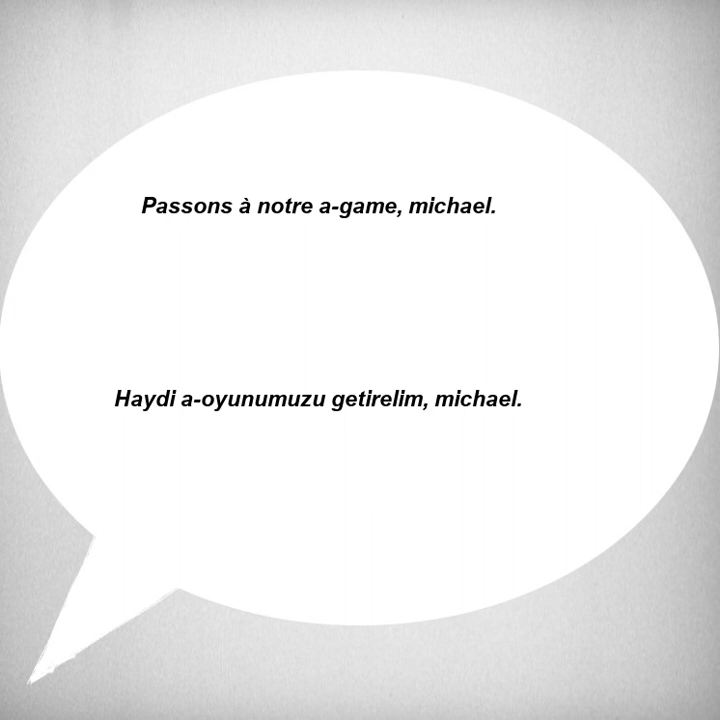 Passons à notre a-game, michael.
Haydi a-oyunumuzu getirelim, michael.